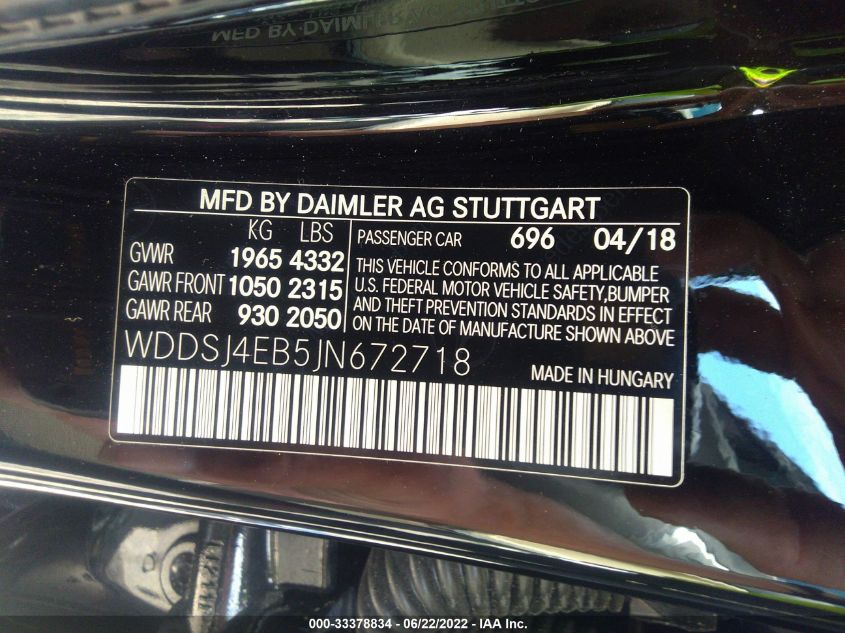 MFD BY DAIMLER AG STUTTGART
KG LBS
GVWR 1965 4332
GAWR FRONT 1050 2315
GAWR REAR 930 2050
PASSENGER CAR 696 04/18
THIS VEHICLE CONFORMS TO ALL APPLICABLE
U.S. FEDERAL MOTOR VEHICLE SAFETY,BUMPER
AND THEFT PREVENTION STANDARDS IN EFFECT
ON THE DATE OF MANUFACTURE SHOWN ABOVE
WDDSJ4EB5JN672718
MADE IN HUNGARY
000-33378834 - 06/22/2022 - IAA Inc.